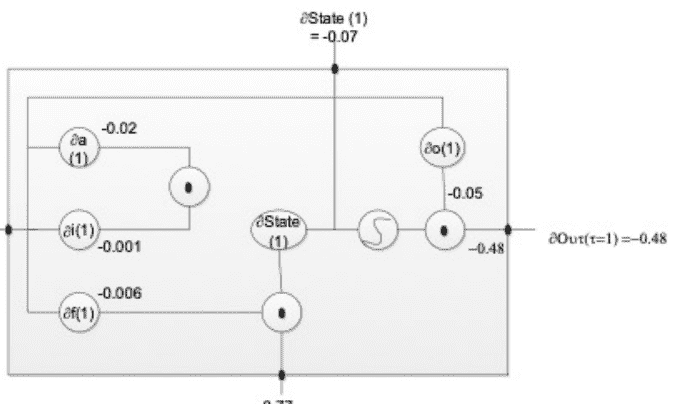 ∂State (1)
= -0.07
∂a
(1)
-0.02
∂o(1)
-0.05
∂i(1)
-0.001
∂State
(1)
-0.48
∂Out(τ=1)=-0.48
∂f(1)
-0.006